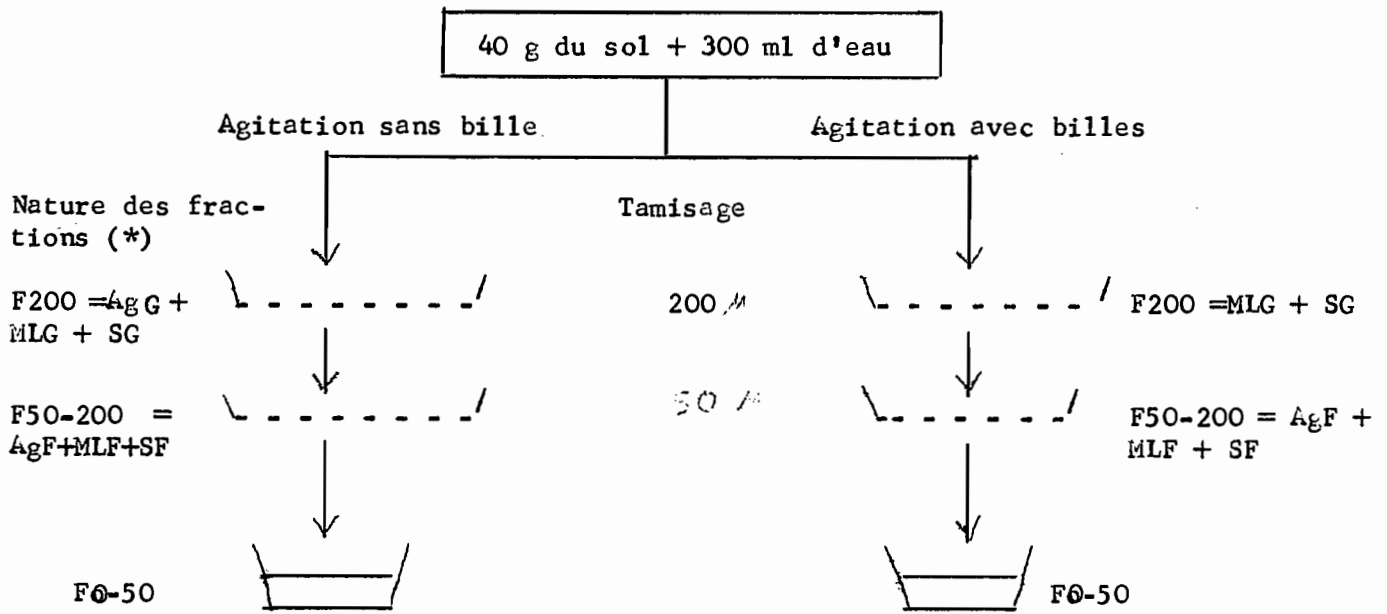 40 g du sol + 300 ml d'eau
Agitation sans bille
Agitation avec billes
Nature des frac-
tions (*)
Tamisage
F200 =AgG +
MLG + SG
200 µ
F200 =MLG + SG
F50-200 =
AgF+MLF+SF
50 µ
F50-200 = AgF +
MLF + SF
F0-50
F0-50